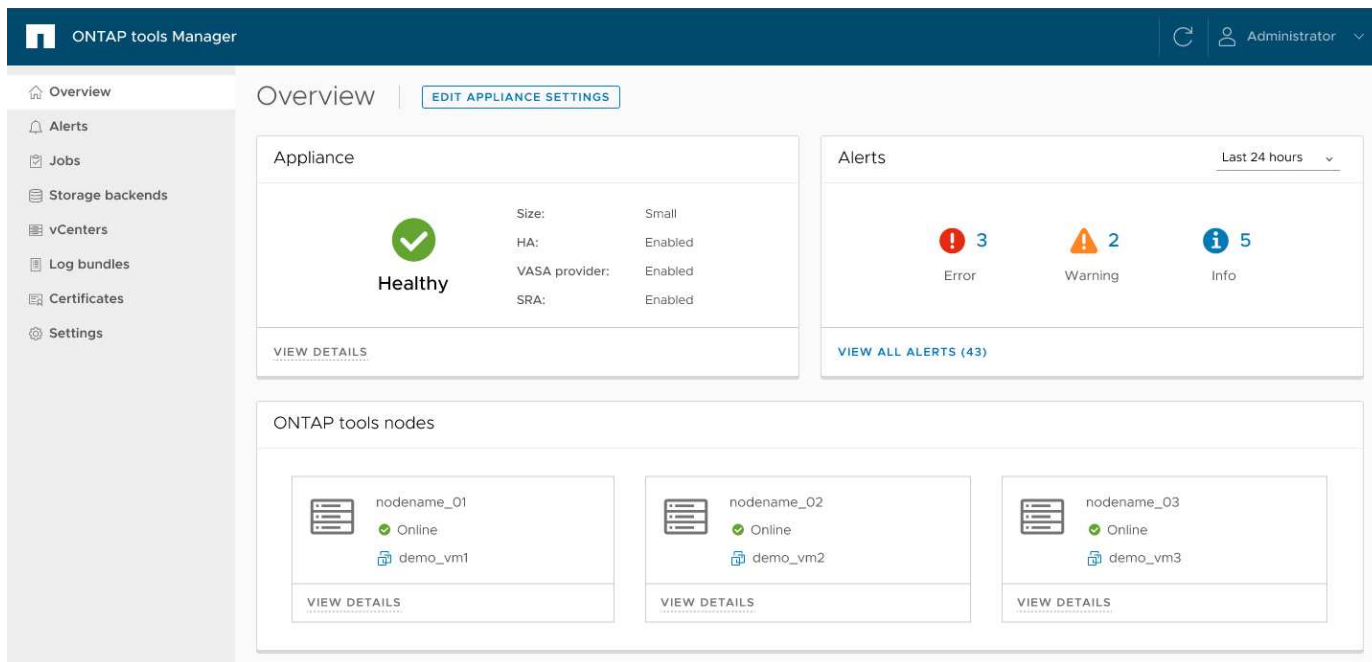 ONTAP tools Manager
Administrator
Overview
Alerts
Jobs
Storage backends
vCenters
Log bundles
Certificates
Settings
Overview
EDIT APPLIANCE SETTINGS
Appliance
Healthy
Size: Small
HA: Enabled
VASA provider: Enabled
SRA: Enabled
VIEW DETAILS
Alerts
Last 24 hours
3
Error
2
Warning
5
Info
VIEW ALL ALERTS (43)
ONTAP tools nodes
nodename_01
Online
demo_vm1
VIEW DETAILS
nodename_02
Online
demo_vm2
VIEW DETAILS
nodename_03
Online
demo_vm3
VIEW DETAILS